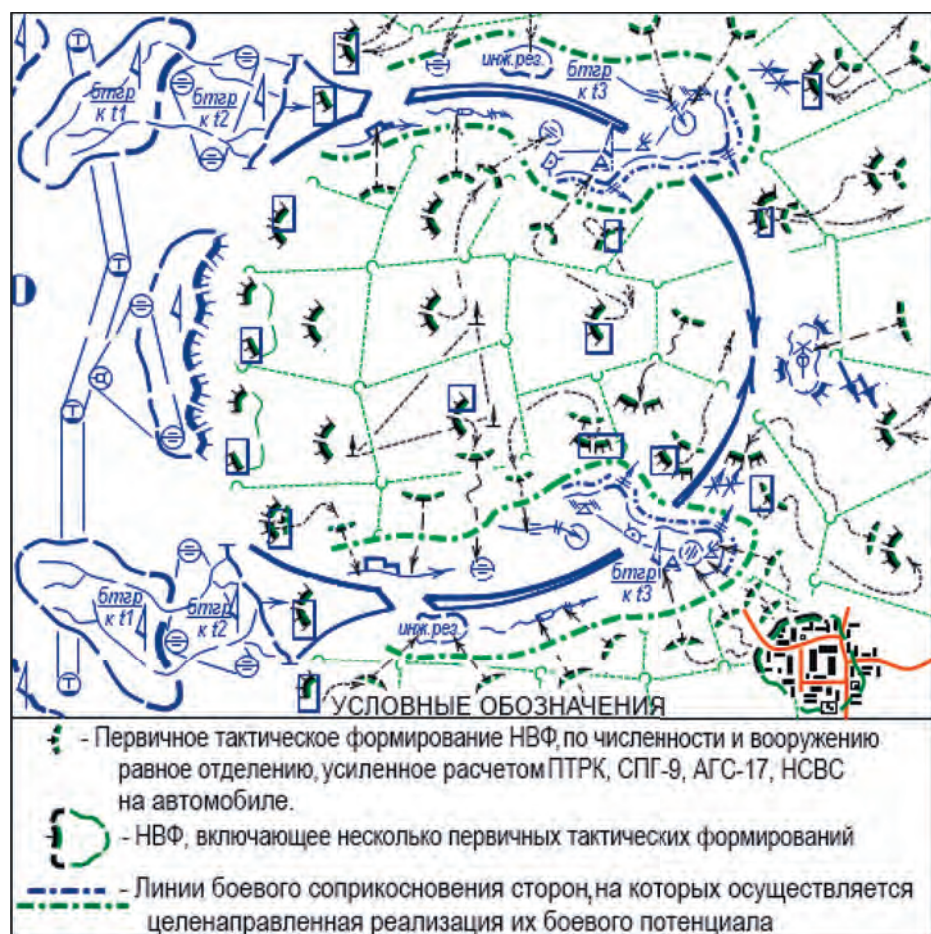 инж.рез.
бтгр
к t1
бтгр
к t2
бтгр
к t3
Т
Т
Т
бтгр
к t1
бтгр
к t2
бтгр
к t3
инж.рез.
Т
УСЛОВНЫЕ ОБОЗНАЧЕНИЯ
- Первичное тактическое формирование НВФ, по численности и вооружению
равное отделению, усиленное расчетом ПТРК, СПГ-9, АГС-17, НСВС
на автомобиле.
- НВФ, включающее несколько первичных тактических формирований
- Линии боевого соприкосновения сторон, на которых осуществляется
целенаправленная реализация их боевого потенциала